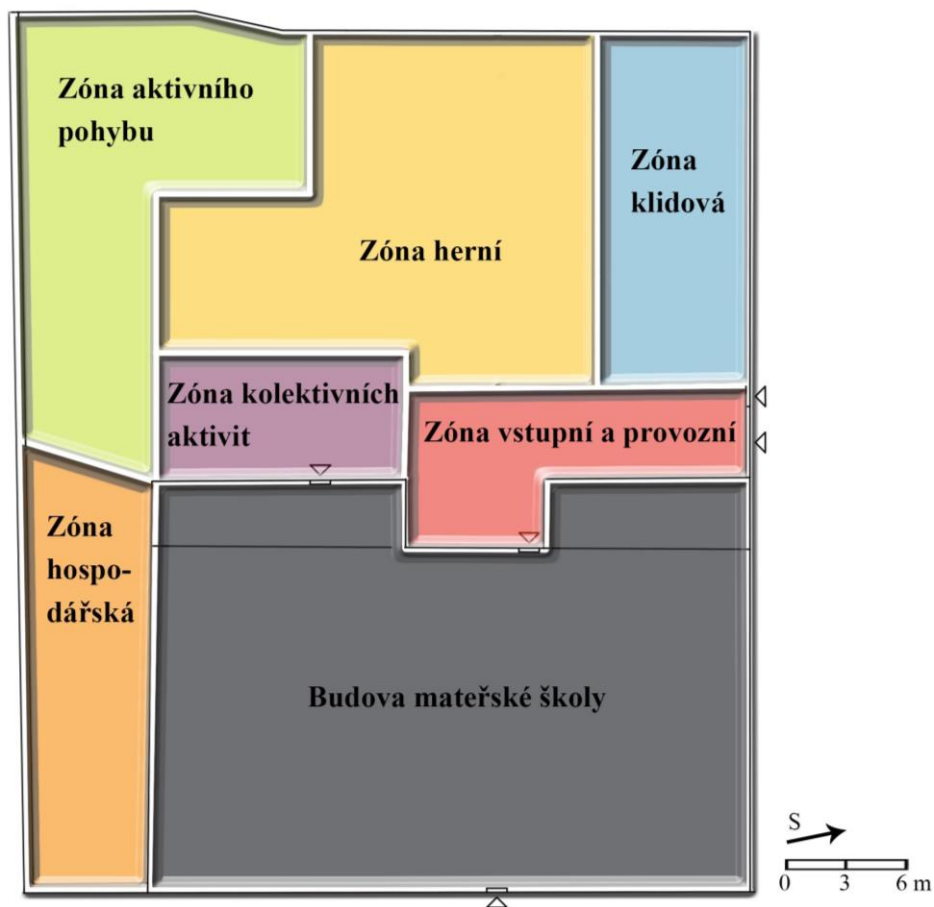 Zóna aktivního
pohybu
Zóna
klidová
Zóna herní
Zóna kolektivních
aktivit
Zóna vstupní a provozní
Zóna
hospo-
dářská
Budova mateřské školy
S
0 3 6 m